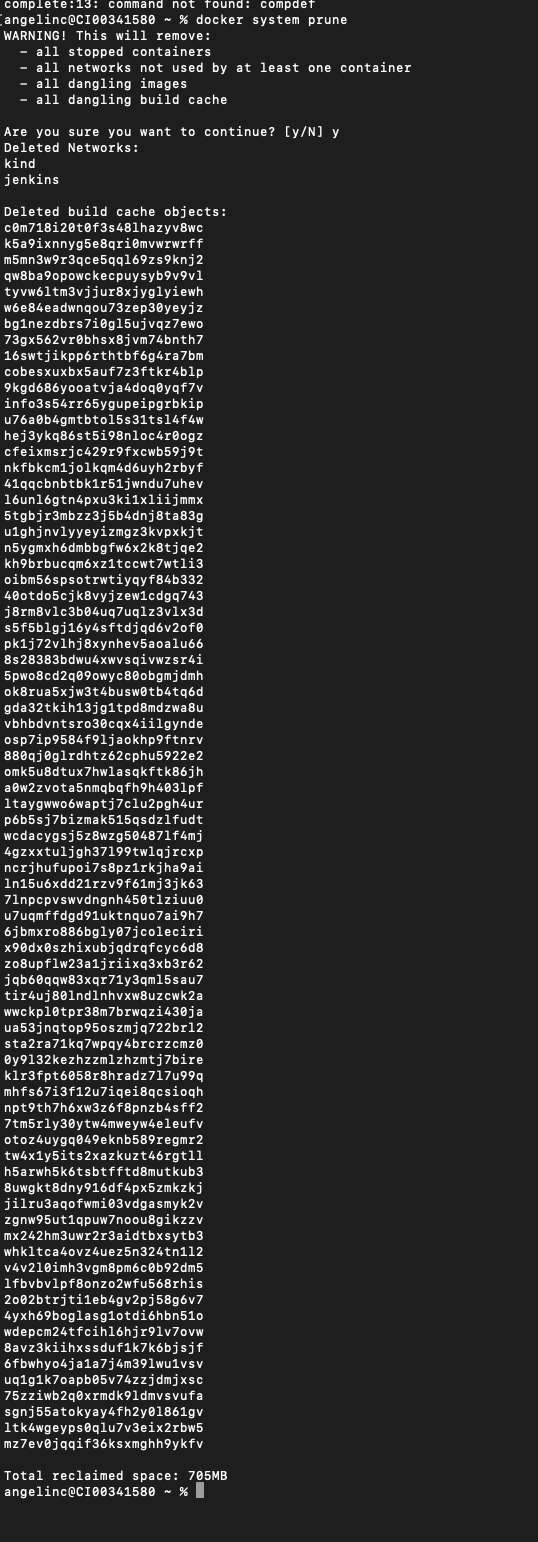 complete:13: command not found: compdef
angelinc@CI00341580 ~ % docker system prune
WARNING! This will remove:
- all stopped containers
- all networks not used by at least one container
- all dangling images
- all dangling build cache
Are you sure you want to continue? [y/N] y
Deleted Networks:
kind
jenkins
Deleted build cache objects:
c0m718i20t0f3s48lhazyv8wc
k5a9ixnnyg5e8qri0mvwrwrff
m5mn3w9r3qce5qql69zs9knj2
qw8ba9opowckecpuysyb9v9vl
tyvw6ltm3vjjur8xjyglyiewh
w6e84eadwnqou73zep30yeyjz
bg1nezdbrs7i0gl5ujvqz7ewo
73gx562vr0bhsx8jvm74bnth7
16swtjikpp6rthtbf6g4ra7bm
cobesxuxbx5auf7z3ftkr4blp
9kgd686yooatvja4doq0yqf7v
info3s54rr65ygupeipgrbkip
u76a0b4gmtbtol5s31tsl4f4w
hej3ykq86st5i98nloc4r0ogz
cfeixmsrjc429r9fxcwb59j9t
nkfbkcm1jolkqm4d6uyh2rbyf
41qqcbnbtbk1r51jwndu7uhev
l6unl6gtn4pxu3ki1xliijmmx
5tgbjr3mbzz3j5b4dnj8ta83g
u1ghjnvlyyeyizmgz3kvpxkjt
n5ygmxh6dmbbgfw6x2k8tjqe2
kh9brbucqm6xz1tccwt7wtli3
oibm56spsotrwtiyqyf84b332
40otdo5cjk8vyjzew1cdgq743
j8rm8vlc3b04uq7uqlz3vlx3d
s5f5blgj16y4sftdjqd6v2of0
pk1j72vlhj8xynhev5aoalu66
8s28383bdwu4xwvsqivwzsr4i
5pwo8cd2q09owyc80obgmjdmh
ok8rua5xjw3t4busw0tb4tq6d
gda32tkih13jg1tpd8mdzwa8u
vbhbdvntsro30cqx4iilgynde
osp7ip9584f9ljaokhp9ftnrv
880qj0glrdhtz62cphu5922e2
omk5u8dtux7hwlasqkftk86jh
a0w2zvota5nmqbqfh9h403lpf
ltaygwwo6waptj7clu2pgh4ur
p6b5sj7bizmak515qsdzlfudt
wcdacygsj5z8wzg50487lf4mj
4gzxxtuljgh37l99twlqjrcxp
ncrjhufupoi7s8pz1rkjha9ai
ln15u6xdd21rzv9f61mj3jk63
7lnpcpvswvdngnh450tlziuu0
u7uqmffdgd91uktnquo7ai9h7
6jbmxro886bgly07jcoleciri
x90dx0szhixubjqdrqfcyc6d8
zo8upflw23a1jriixq3xb3r62
jqb60qqw83xqr71y3qml5sau7
tir4uj80lndlnhvxw8uzcwk2a
wwckpl0tpr38m7brwqzi430ja
ua53jnqtop95oszmjq722brl2
sta2ra71kq7wpqy4brcrzcmz0
0y9l32kezhzzmlzhzmtj7bire
klr3fpt6058r8hradz7l7u99q
mhfs67i3f12u7iqei8qcsioqh
npt9th7h6xw3z6f8pnzb4sff2
7tm5rly30ytw4mweyw4eleufv
otoz4uygq049eknb589regmr2
tw4x1y5its2xazkuzt46rgtll
h5arwh5k6tsbtfftd8mutkub3
8uwgkt8dny916df4px5zmkzkj
jilru3aqofwmi03vdgasmyk2v
zgnw95ut1qpuw7noou8gikzzv
mx242hm3uwr2r3aidtbxsytb3
whkltca4ovz4uez5n324tn1l2
v4v2l0imh3vgm8pm6c0b92dm5
lfbvbvlpf8onzo2wfu568rhis
2o02btrjti1eb4gv2pj58g6v7
4yxh69boglasg1otdi6hbn51o
wdepcm24tfcihl6hjr9lv7ovw
8avz3kiihxssduf1k7k6bjsjf
6fbwhyo4ja1a7j4m39lwu1vsv
uq1g1k7oapb05v74zzjdmjxsc
75zziwb2q0xrmdk9ldmvsvufa
sgnj55atokyay4fh2y0l861gv
ltk4wgeyps0qlu7v3eix2rbw5
mz7ev0jqqif36ksxmghh9ykfv
Total reclaimed space: 705MB
angelinc@CI00341580 ~ %